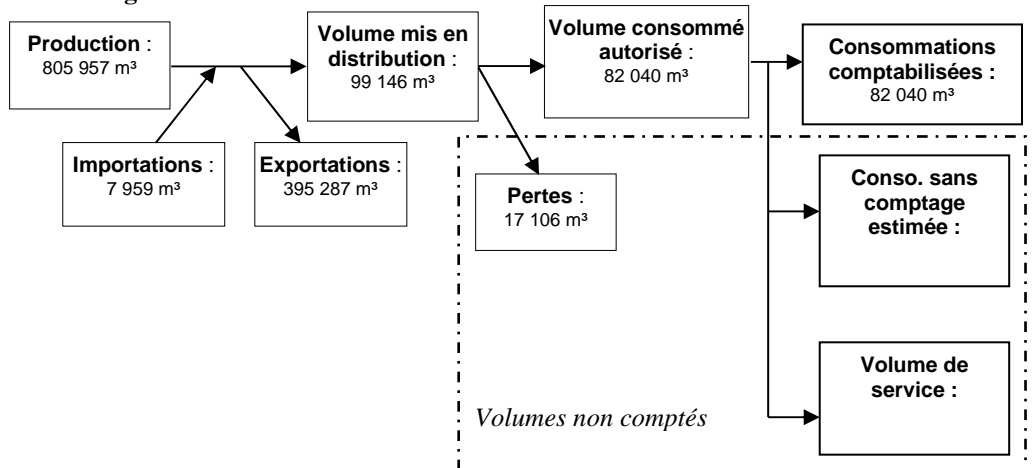 Production :
805 957 m³
Volume mis en
distribution :
99 146 m³
Volume consommé
autorisé :
82 040 m³
Consommations
comptabilisées :
82 040 m³
Importations :
7 959 m³
Exportations :
395 287 m³
Pertes :
17 106 m³
Conso. sans
comptage
estimée :
Volume de
service :
Volumes non comptés